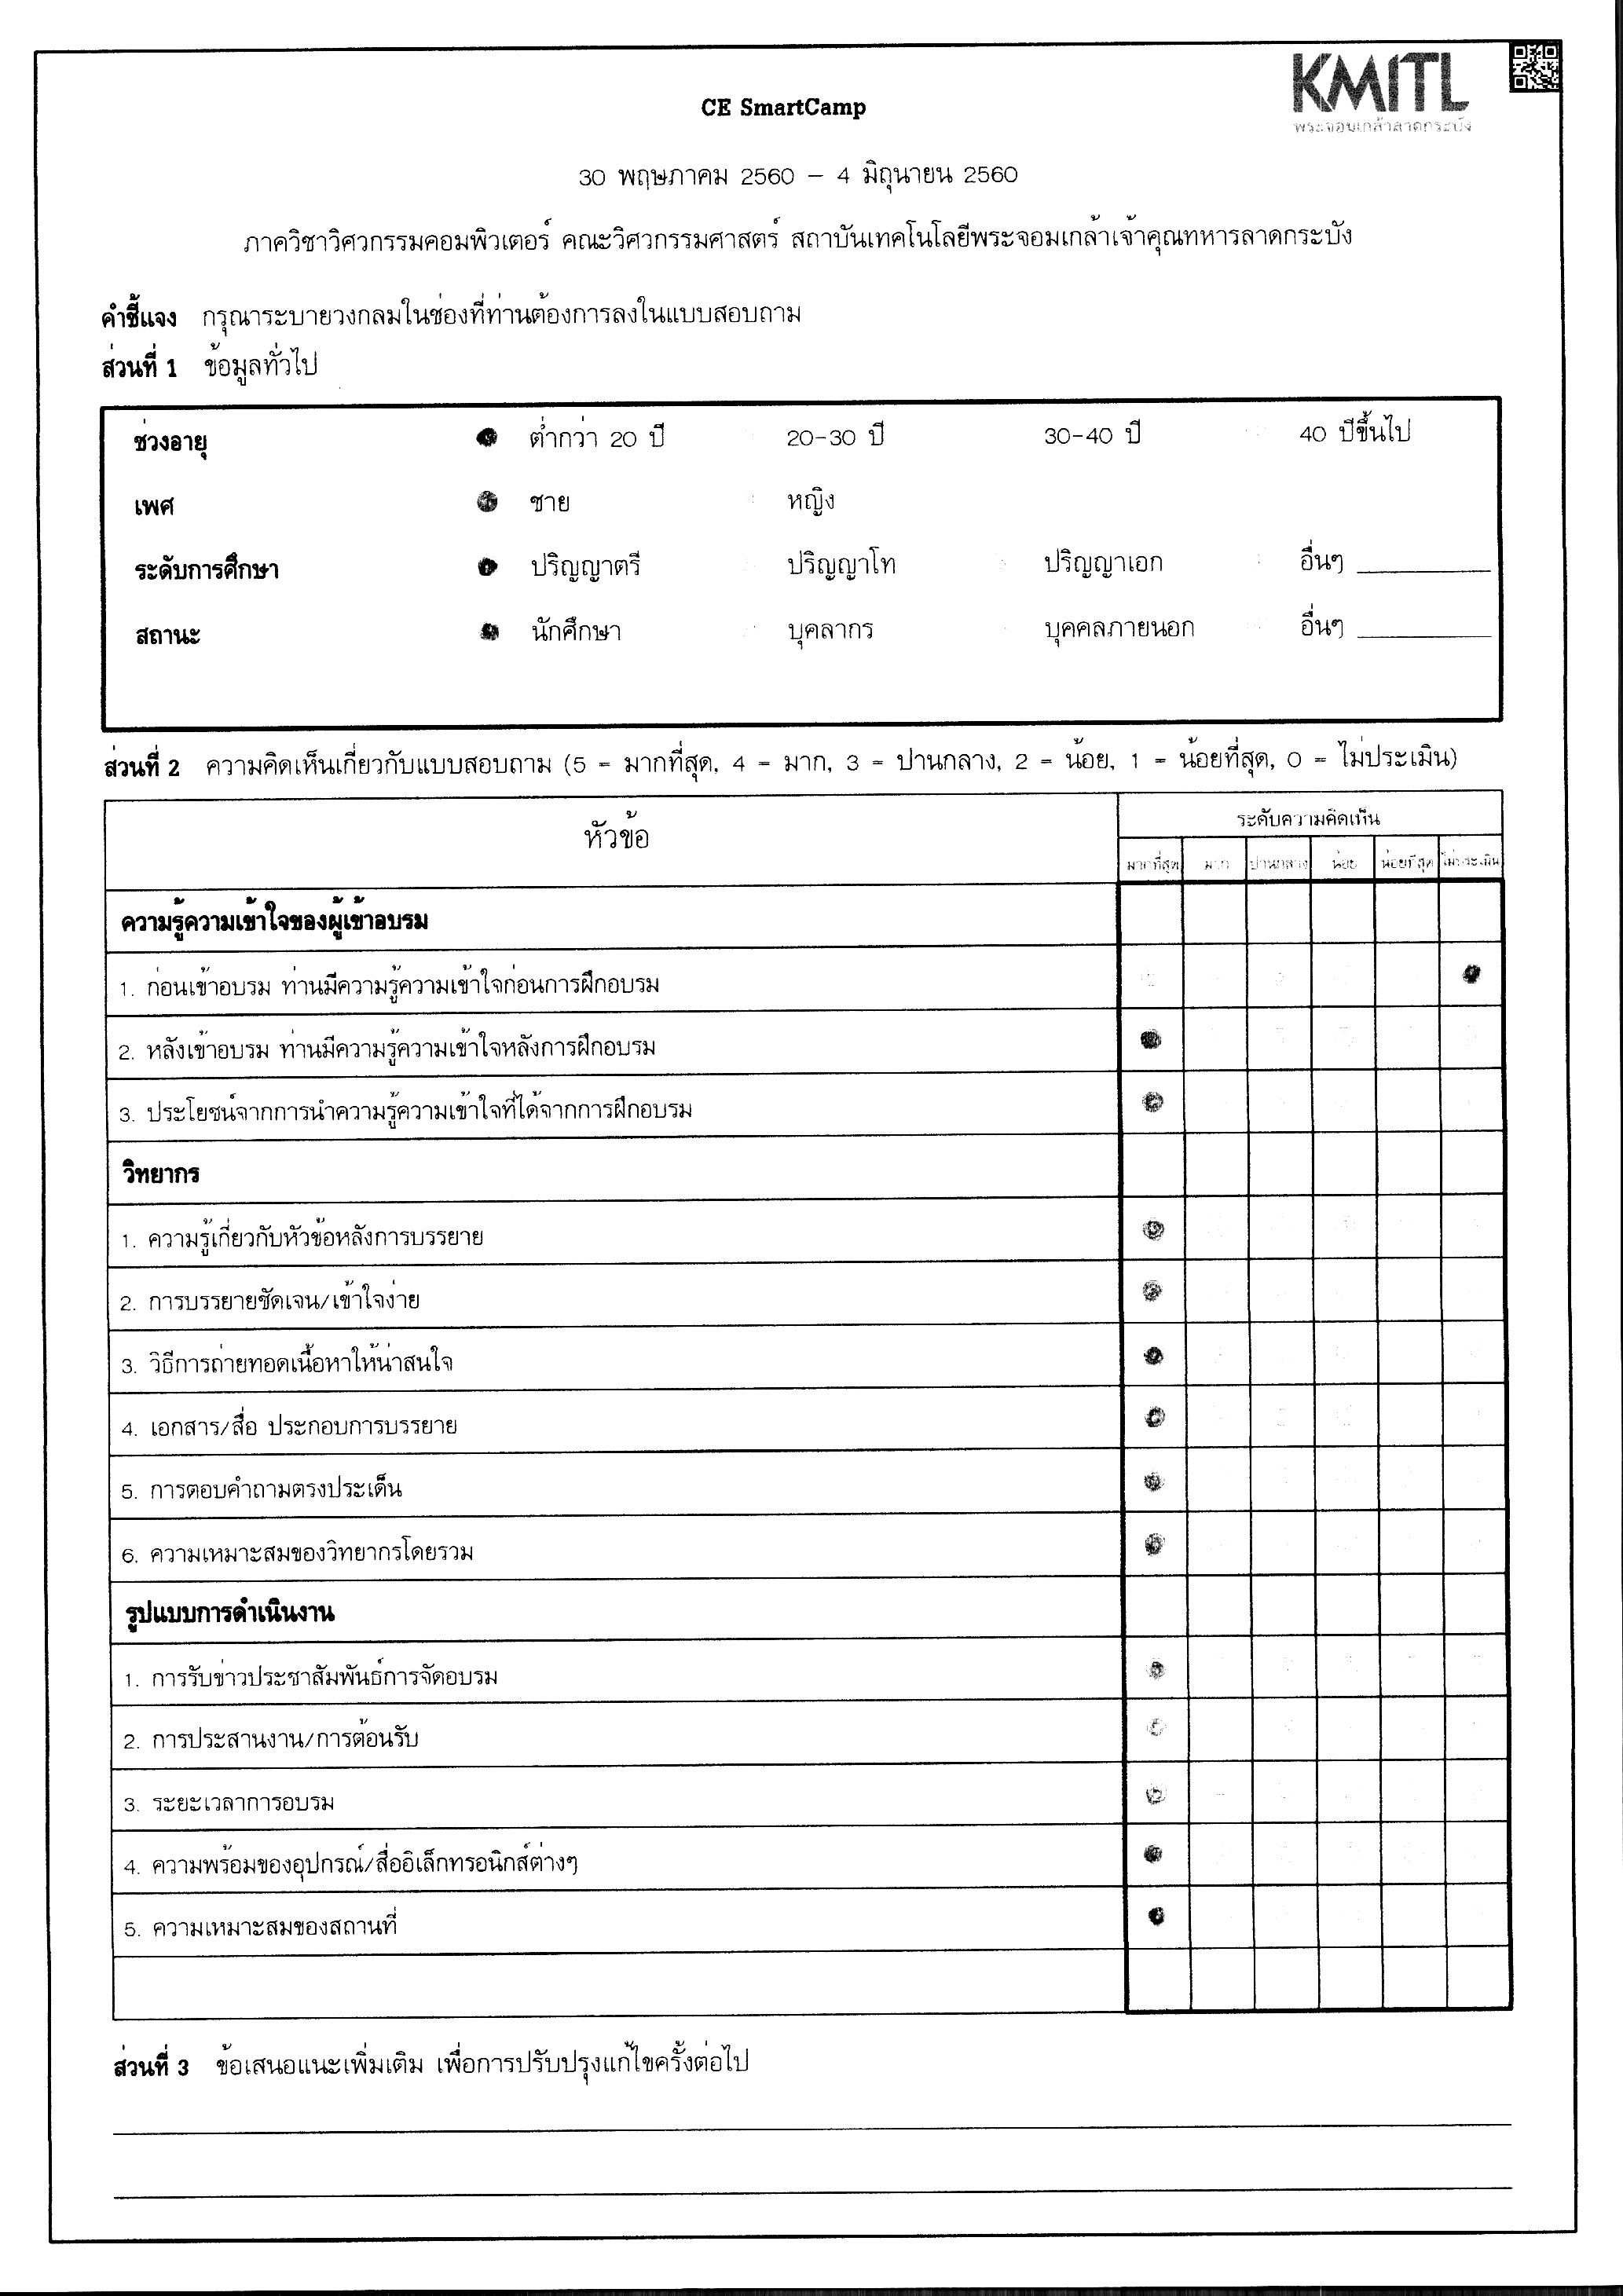 KMITL
พระจอมเกล้าลาดกระบัง
CE SmartCamp
30 พฤษภาคม 2560 – 4 มิถุนายน 2560
ภาควิชาวิศวกรรมคอมพิวเตอร์ คณะวิศวกรรมศาสตร์ สถาบันเทคโนโลยีพระจอมเกล้าเจ้าคุณทหารลาดกระบัง
คำชี้แจง กรุณาระบายวงกลมในช่องที่ท่านต้องการลงในแบบสอบถาม
ส่วนที่ 1 ข้อมูลทั่วไป
ช่วงอายุ ต่ำกว่า 20 ปี 20-30 ปี 30-40 ปี 40 ปีขึ้นไป
เพศ ชาย หญิง
ระดับการศึกษา ปริญญาตรี ปริญญาโท ปริญญาเอก อื่นๆ
สถานะ นักศึกษา บุคลากร บุคคลภายนอก อื่นๆ
ส่วนที่ 2 ความคิดเห็นเกี่ยวกับแบบสอบถาม (5 = มากที่สุด, 4 = มาก, 3 = ปานกลาง, 2 = น้อย, 1 = น้อยที่สุด, 0 = ไม่ประเมิน)
หัวข้อ ระดับความคิดเห็น
มากที่สุด มาก ปานกลาง น้อย น้อยที่สุด ไม่ประเมิน
ความรู้ความเข้าใจของผู้เข้าอบรม
1. ก่อนเข้าอบรม ท่านมีความรู้ความเข้าใจก่อนการฝึกอบรม
2. หลังเข้าอบรม ท่านมีความรู้ความเข้าใจหลังการฝึกอบรม
3. ประโยชน์จากการนำความรู้ความเข้าใจที่ได้จากการฝึกอบรม
วิทยากร
1. ความรู้เกี่ยวกับหัวข้อหลังการบรรยาย
2. การบรรยายชัดเจน/เข้าใจง่าย
3. วิธีการถ่ายทอดเนื้อหาให้น่าสนใจ
4. เอกสาร/สื่อ ประกอบการบรรยาย
5. การตอบคำถามตรงประเด็น
6. ความเหมาะสมของวิทยากรโดยรวม
รูปแบบการดำเนินงาน
1. การรับข่าวประชาสัมพันธ์การจัดอบรม
2. การประสานงาน/การต้อนรับ
3. ระยะเวลาการอบรม
4. ความพร้อมของอุปกรณ์/สื่ออิเล็กทรอนิกส์ต่างๆ
5. ความเหมาะสมของสถานที่
ส่วนที่ 3 ข้อเสนอแนะเพิ่มเติม เพื่อการปรับปรุงแก้ไขครั้งต่อไป